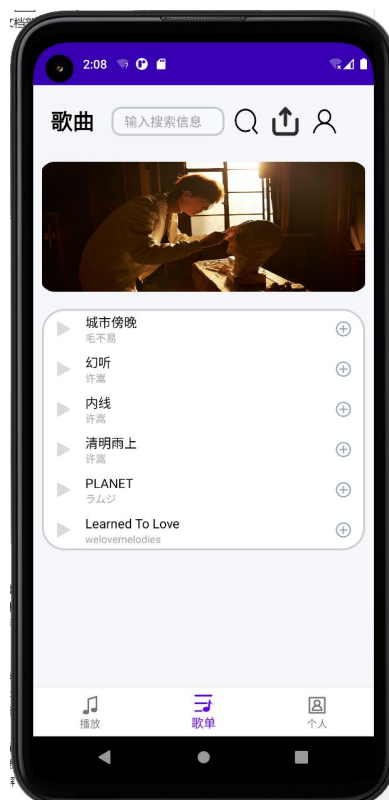 2:08
歌曲
输入搜索信息
城市傍晚
毛不易
幻听
许嵩
内线
许嵩
清明雨上
许嵩
PLANET
ラムジ
Learned To Love
welovemelodies
播放
歌单
个人